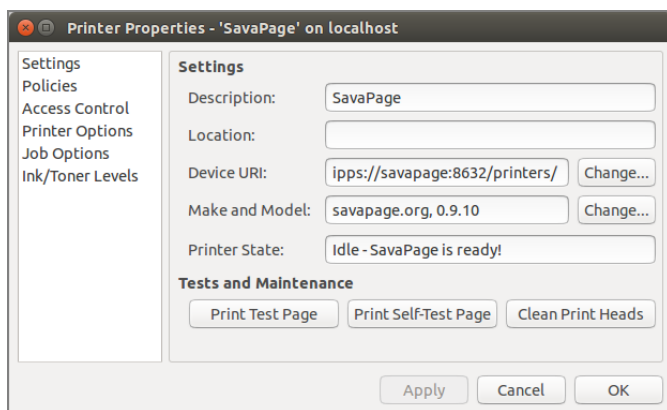 Printer Properties - 'SavaPage' on localhost
Settings
Policies
Access Control
Printer Options
Job Options
Ink/Toner Levels
Settings
Description: SavaPage
Location:
Device URI: ipps://savapage:8632/printers/ Change...
Make and Model: savapage.org, 0.9.10 Change...
Printer State: Idle - SavaPage is ready!
Tests and Maintenance
Print Test Page Print Self-Test Page Clean Print Heads
Apply Cancel OK